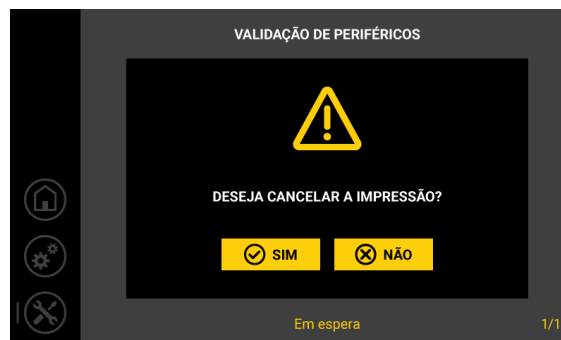 VALIDAÇÃO DE PERIFÉRICOS
DESEJA CANCELAR A IMPRESSÃO?
SIM NÃO
Em espera 1/1